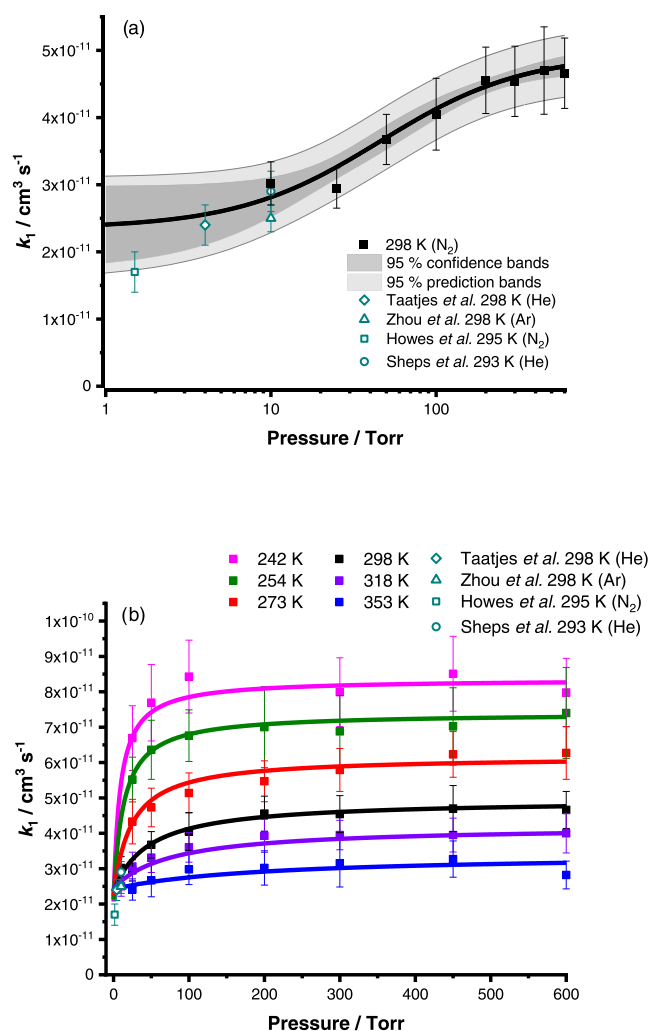 (a)
5x10⁻¹¹
4x10⁻¹¹
3x10⁻¹¹
2x10⁻¹¹
1x10⁻¹¹
0
k₁ / cm³ s⁻¹
298 K (N₂)
95 % confidence bands
95 % prediction bands
Taatjes et al. 298 K (He)
Zhou et al. 298 K (Ar)
Howes et al. 295 K (N₂)
Sheps et al. 293 K (He)
1 10 100
Pressure / Torr
242 K 298 K Taatjes et al. 298 K (He)
254 K 318 K Zhou et al. 298 K (Ar)
273 K 353 K Howes et al. 295 K (N₂)
Sheps et al. 293 K (He)
(b)
1x10⁻¹⁰
9x10⁻¹¹
8x10⁻¹¹
7x10⁻¹¹
6x10⁻¹¹
5x10⁻¹¹
4x10⁻¹¹
3x10⁻¹¹
2x10⁻¹¹
1x10⁻¹¹
0
k₁ / cm³ s⁻¹
0 100 200 300 400 500 600
Pressure / Torr